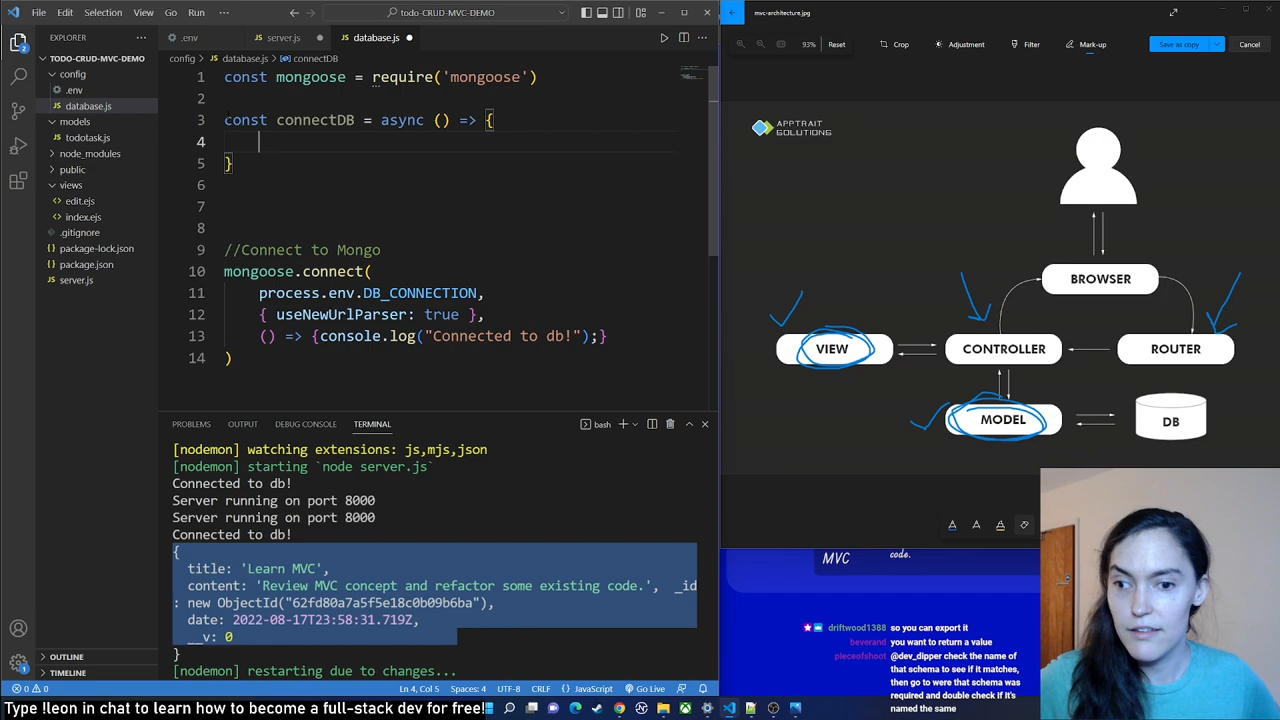 File Edit Selection View Go Run ··· todo-CRUD-MVC-DEMO
EXPLORER
TODO-CRUD-MVC-DEMO
config
.env
JS database.js
models
JS todotask.js
node_modules
public
views
edit.ejs
index.ejs
.gitignore
package-lock.json
package.json
JS server.js
OUTLINE
TIMELINE
.env JS server.js JS database.js
config > JS database.js > connectDB
1 const mongoose = require('mongoose')
2
3 const connectDB = async () => {
4
5 }
6
7
8
9 //Connect to Mongo
10 mongoose.connect(
11 process.env.DB_CONNECTION,
12 { useNewUrlParser: true },
13 () => {console.log("Connected to db!");}
14 )
PROBLEMS OUTPUT DEBUG CONSOLE TERMINAL bash
[nodemon] watching extensions: js,mjs,json
[nodemon] starting `node server.js`
Connected to db!
Server running on port 8000
Server running on port 8000
Connected to db!
{
title: 'Learn MVC',
content: 'Review MVC concept and refactor some existing code.', _id
: new ObjectId("62fd80a7a5f5e18c0b09b6ba"),
date: 2022-08-17T23:58:31.719Z,
__v: 0
}
[nodemon] restarting due to changes...
0 0 Ln 4, Col 5 Spaces: 4 UTF-8 CRLF {} JavaScript Go Live
Type !leon in chat to learn how to become a full-stack dev for free!
mvc-architecture.jpg
93% Reset Crop Adjustment Filter Mark-up Save as copy Cancel
APPTRAIT
SOLUTIONS
BROWSER
VIEW CONTROLLER ROUTER
MODEL DB
MVC code.
driftwood1388 so you can export it
beverand you want to return a value
pieceofshoot @dev_dipper check the name
of that schema to see if it matches,
then go to were that schema was
required and double check if it's
named the same